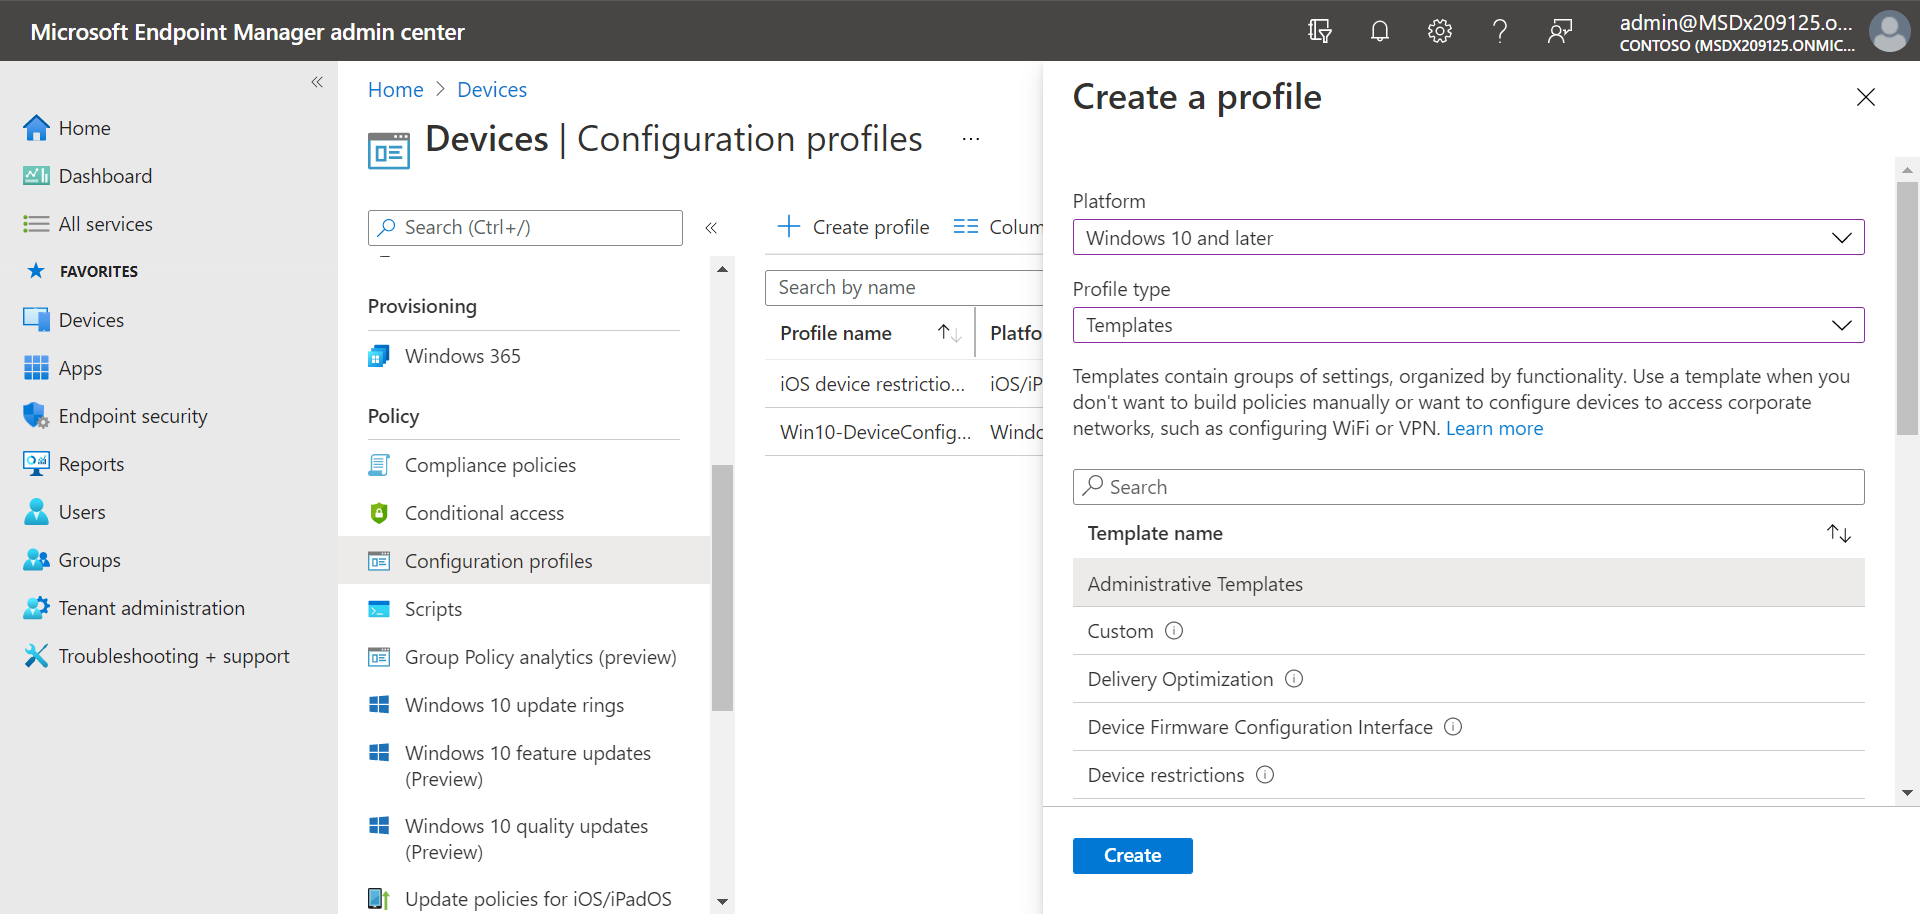 Microsoft Endpoint Manager admin center
admin@MSDx209125.o...
CONTOSO (MSDX209125.ONMIC...
Home
Dashboard
All services
FAVORITES
Devices
Apps
Endpoint security
Reports
Users
Groups
Tenant administration
Troubleshooting + support
Home > Devices
Devices | Configuration profiles ...
Search (Ctrl+/)
Provisioning
Windows 365
Policy
Compliance policies
Conditional access
Configuration profiles
Scripts
Group Policy analytics (preview)
Windows 10 update rings
Windows 10 feature updates
(Preview)
Windows 10 quality updates
(Preview)
Update policies for iOS/iPadOS
Create profile
Colum
Search by name
Profile name
Platfo
iOS device restrictio...
iOS/iP
Win10-DeviceConfig...
Windo
Create a profile
Platform
Windows 10 and later
Profile type
Templates
Templates contain groups of settings, organized by functionality. Use a template when you
don't want to build policies manually or want to configure devices to access corporate
networks, such as configuring WiFi or VPN. Learn more
Search
Template name
Administrative Templates
Custom
Delivery Optimization
Device Firmware Configuration Interface
Device restrictions
Create